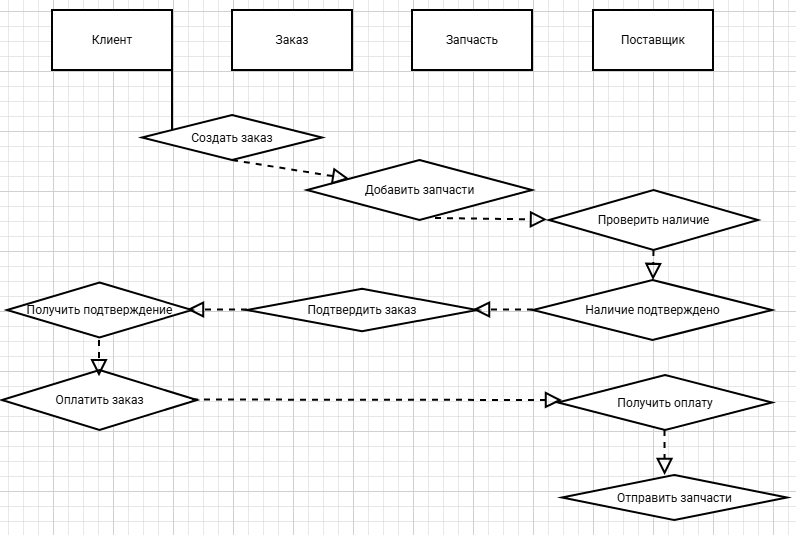 Клиент
Заказ
Запчасть
Поставщик
Создать заказ
Добавить запчасти
Проверить наличие
Получить подтверждение
Подтвердить заказ
Наличие подтверждено
Оплатить заказ
Получить оплату
Отправить запчасти